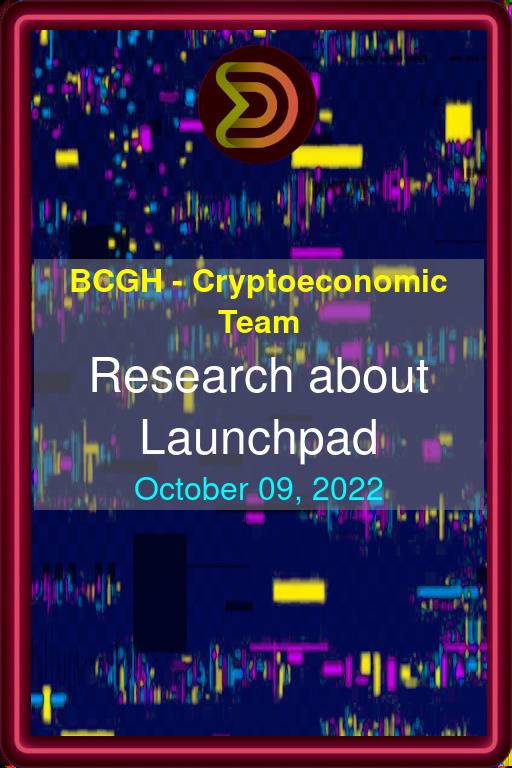 BCGH - Cryptoeconomic
Team
Research about
Launchpad
October 09, 2022